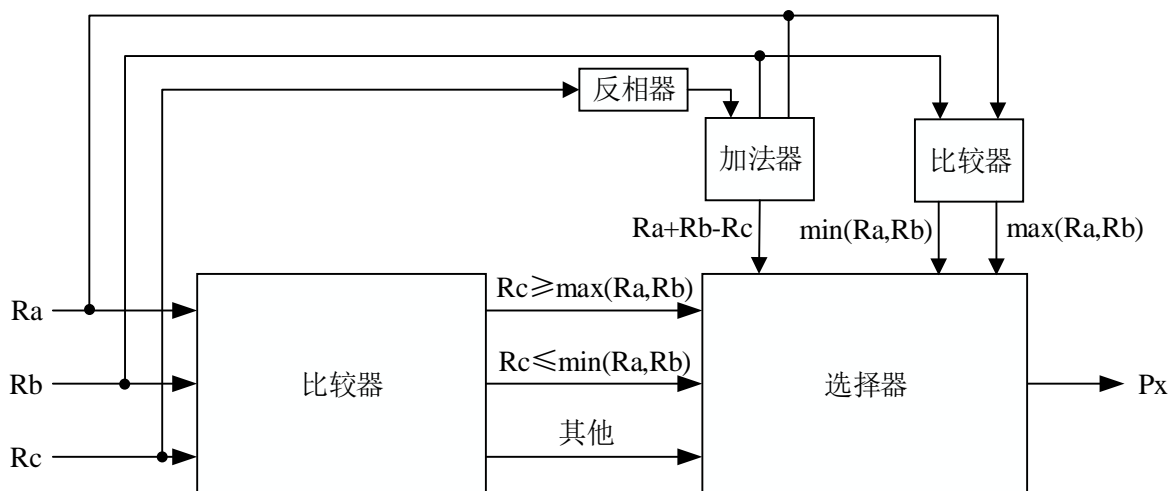 反相器
加法器
比较器
Ra+Rb-Rc
min(Ra,Rb)
max(Ra,Rb)
Ra
Rc≥max(Ra,Rb)
Rb
比较器
Rc≤min(Ra,Rb)
选择器
Px
Rc
其他